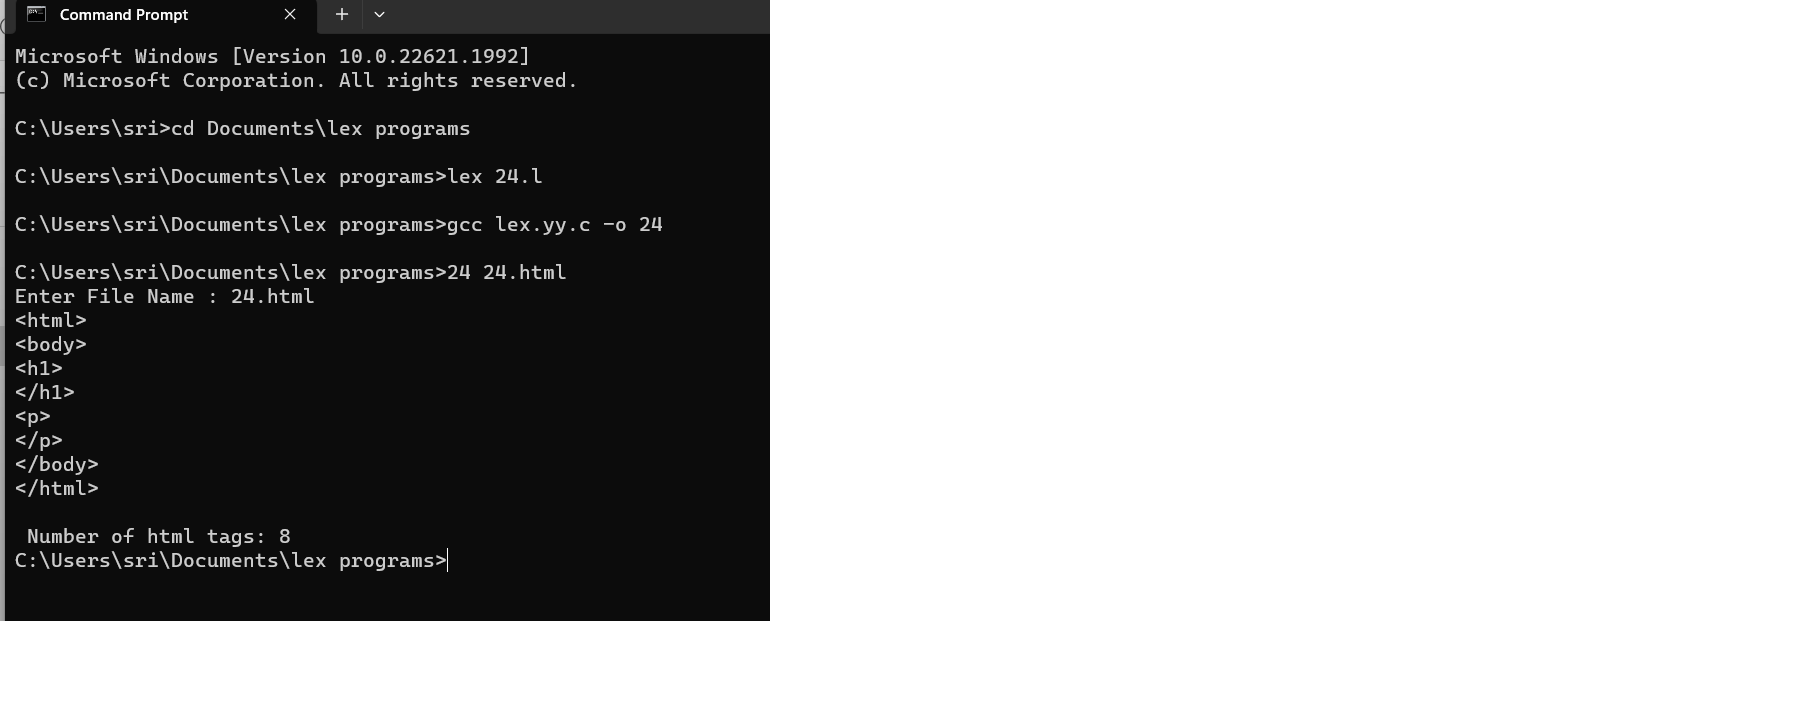 Command Prompt
Microsoft Windows [Version 10.0.22621.1992]
(c) Microsoft Corporation. All rights reserved.
C:\Users\sri>cd Documents\lex programs
C:\Users\sri\Documents\lex programs>lex 24.l
C:\Users\sri\Documents\lex programs>gcc lex.yy.c -o 24
C:\Users\sri\Documents\lex programs>24 24.html
Enter File Name : 24.html
<html>
<body>
<h1>
</h1>
<p>
</p>
</body>
</html>
Number of html tags: 8
C:\Users\sri\Documents\lex programs>